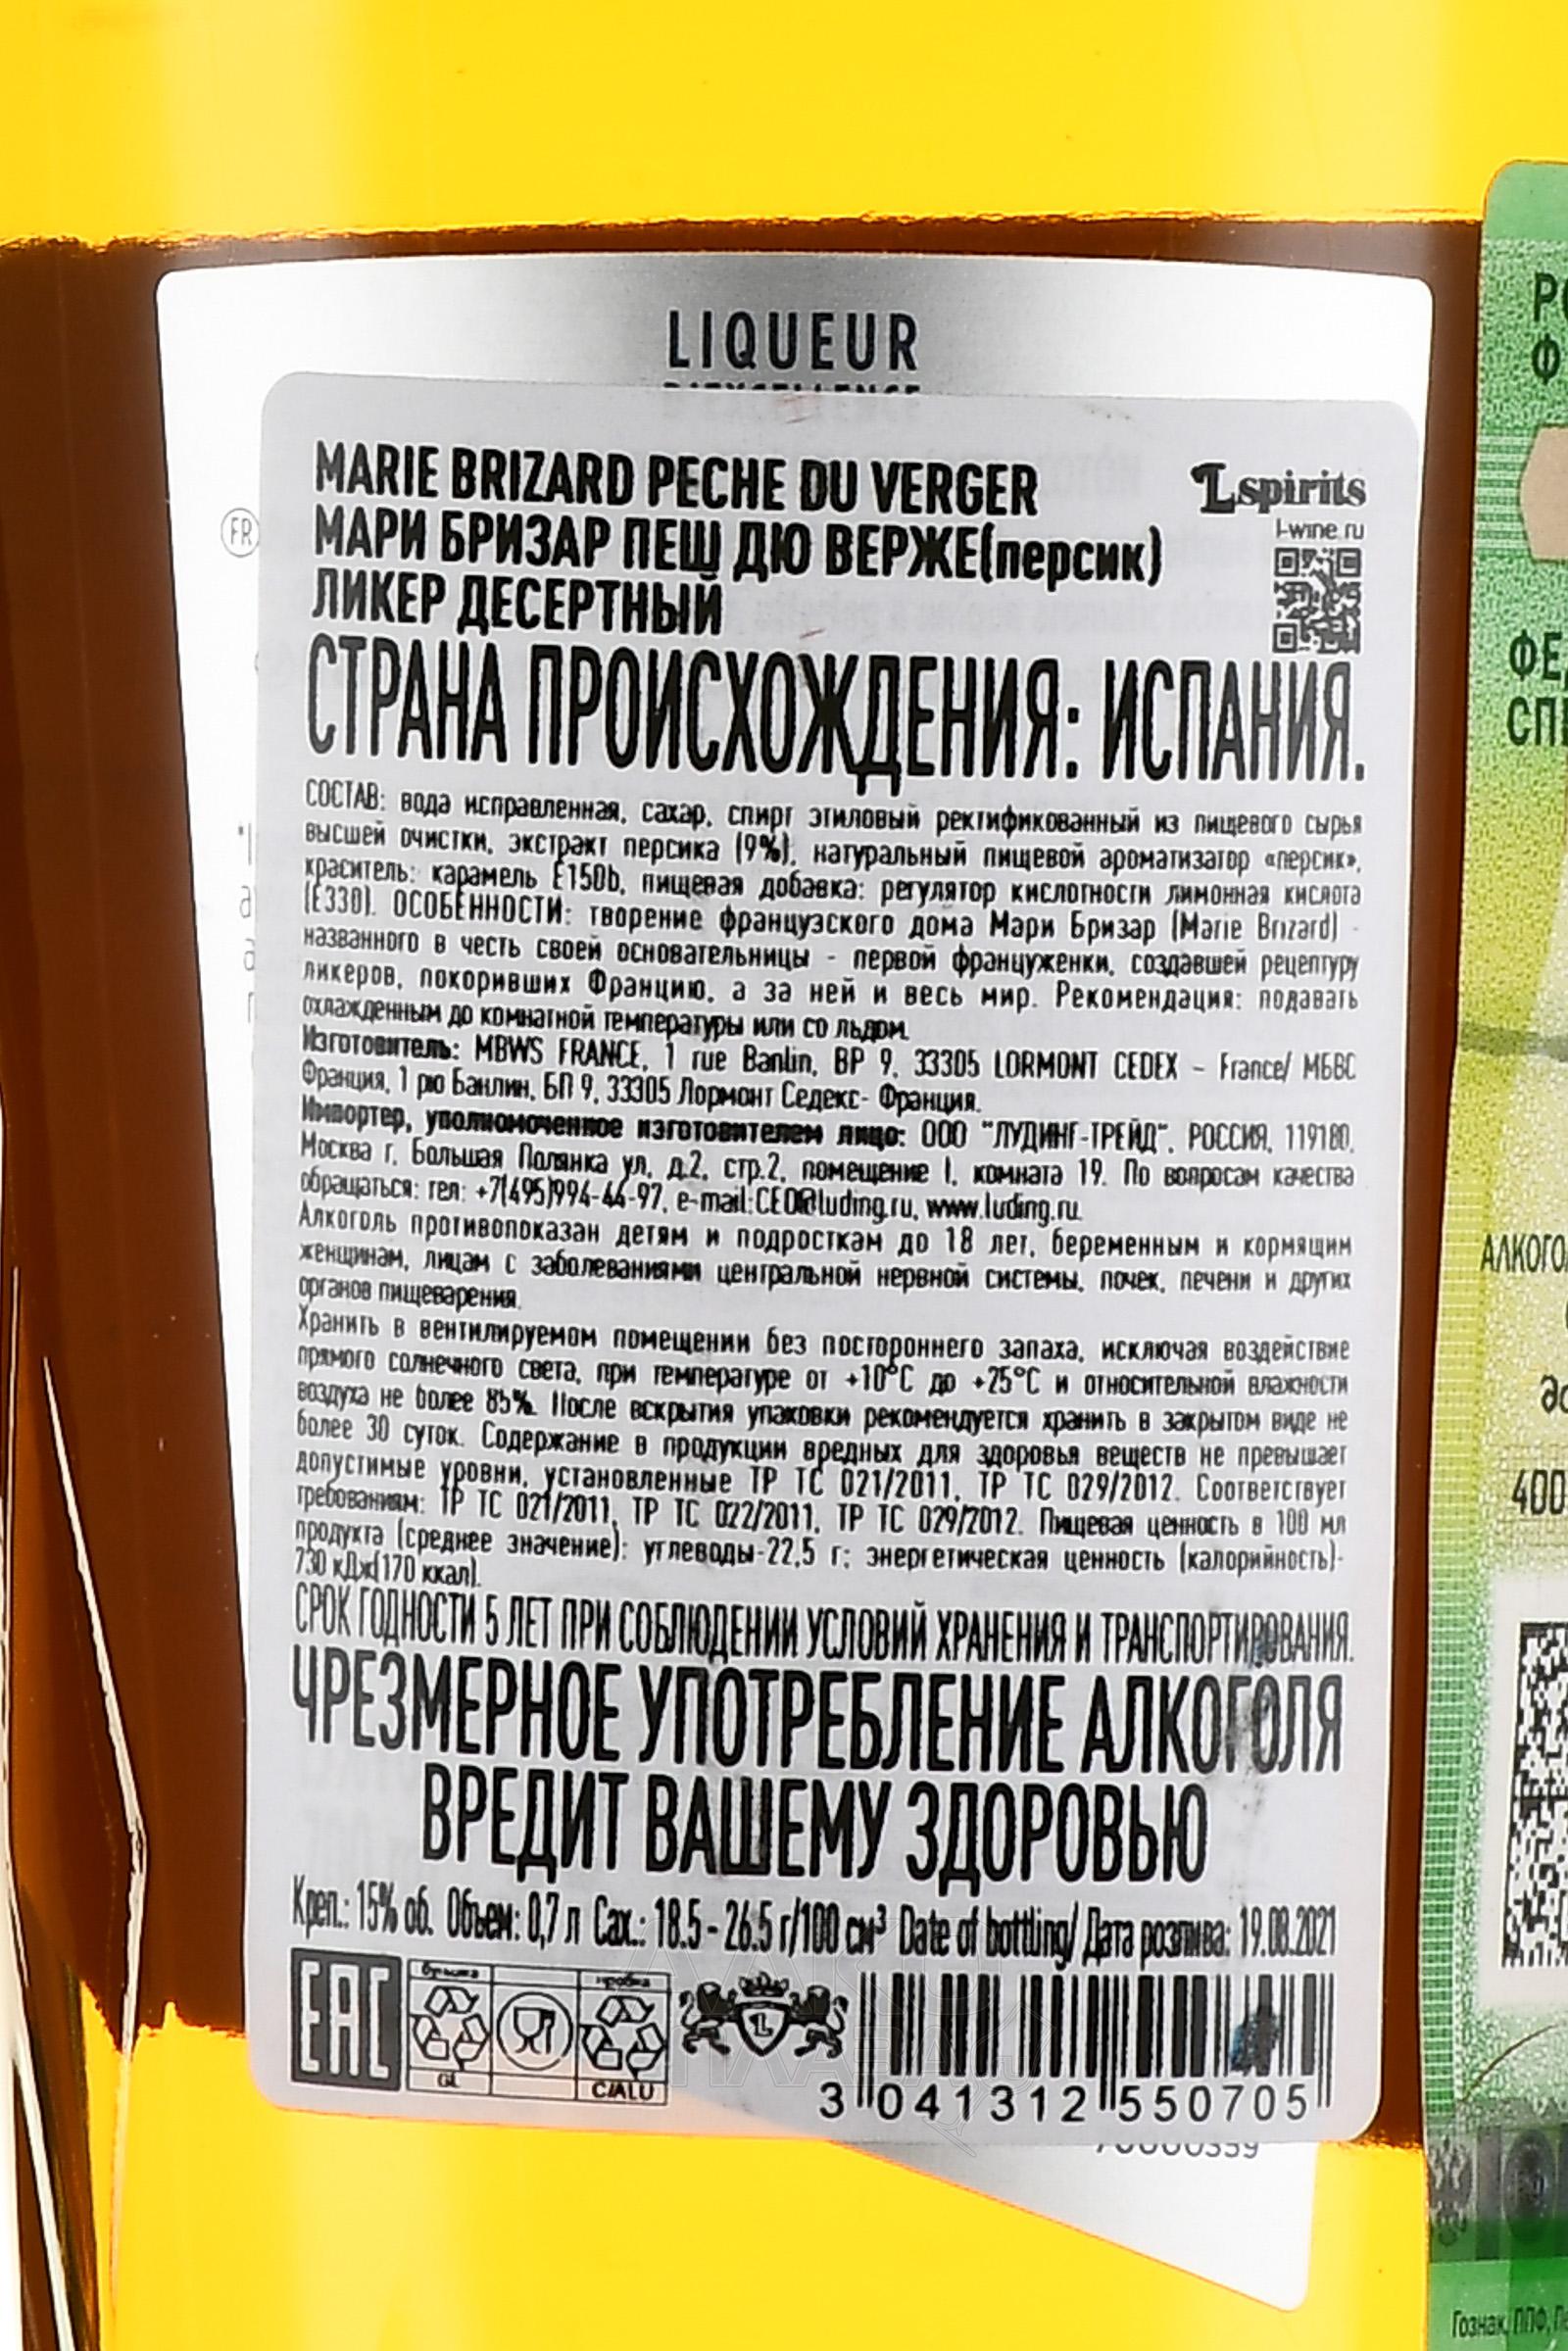 LIQUEUR
MARIE BRIZARD PECHE DU VERGER
Lspirits
МАРИ БРИЗАР ПЕШ ДЮ ВЕРЖЕ(персик)
l-wine.ru
FR
ЛИКЕР ДЕСЕРТНЫЙ
СТРАНА ПРОИСХОЖДЕНИЯ: ИСПАНИЯ.
СОСТАВ: вода исправленная, сахар, спирт этиловый ректификованный из пищевого сырья
высшей очистки, экстракт персика (9%), натуральный пищевой ароматизатор «персик»,
краситель: карамель Е150b, пищевая добавка: регулятор кислотности лимонная кислота
(Е330). ОСОБЕННОСТИ: творение французского дома Мари Бризар (Marie Brizard) -
названного в честь своей основательницы - первой француженки, создавшей рецептуру
ликеров, покоривших Францию, а за ней и весь мир. Рекомендация: подавать
охлажденным до комнатной температуры или со льдом.
Изготовитель: MBWS FRANCE, 1 rue Banlin, BP 9, 33305 LORMONT CEDEX - France/ МБВС
Франция, 1 рю Банлин, БП 9, 33305 Лормонт Седекс- Франция.
Импортер, уполномоченное изготовителем лицо: ООО "ЛУДИНГ-ТРЕЙД", РОССИЯ, 119180,
Москва г, Большая Полянка ул, д.2, стр.2, помещение I, комната 19. По вопросам качества
обращаться: тел: +7(495)994-44-97, e-mail:CEO@luding.ru, www.luding.ru
Алкоголь противопоказан детям и подросткам до 18 лет, беременным и кормящим
женщинам, лицам с заболеваниями центральной нервной системы, почек, печени и других
органов пищеварения.
Хранить в вентилируемом помещении без постороннего запаха, исключая воздействие
прямого солнечного света, при температуре от +10°С до +25°С и относительной влажности
воздуха не более 85%. После вскрытия упаковки рекомендуется хранить в закрытом виде не
более 30 суток. Содержание в продукции вредных для здоровья веществ не превышает
допустимые уровни, установленные ТР ТС 021/2011, ТР ТС 029/2012. Соответствует
требованиям: ТР ТС 021/2011, ТР ТС 022/2011, ТР ТС 029/2012. Пищевая ценность в 100 мл
продукта (среднее значение): углеводы-22,5 г; энергетическая ценность (калорийность)-
730 кДж(170 ккал).
СРОК ГОДНОСТИ 5 ЛЕТ ПРИ СОБЛЮДЕНИИ УСЛОВИЙ ХРАНЕНИЯ И ТРАНСПОРТИРОВАНИЯ.
ЧРЕЗМЕРНОЕ УПОТРЕБЛЕНИЕ АЛКОГОЛЯ
ВРЕДИТ ВАШЕМУ ЗДОРОВЬЮ
Креп.: 15% об. Объем: 0,7 л Сах.: 18.5 - 26.5 г/100 см³ Date of bottling/ Дата розлива: 19.08.2021
EAC
бутылка
пробка
GL
C/ALU
3 041312 550705
400
Гознак, ППФ,